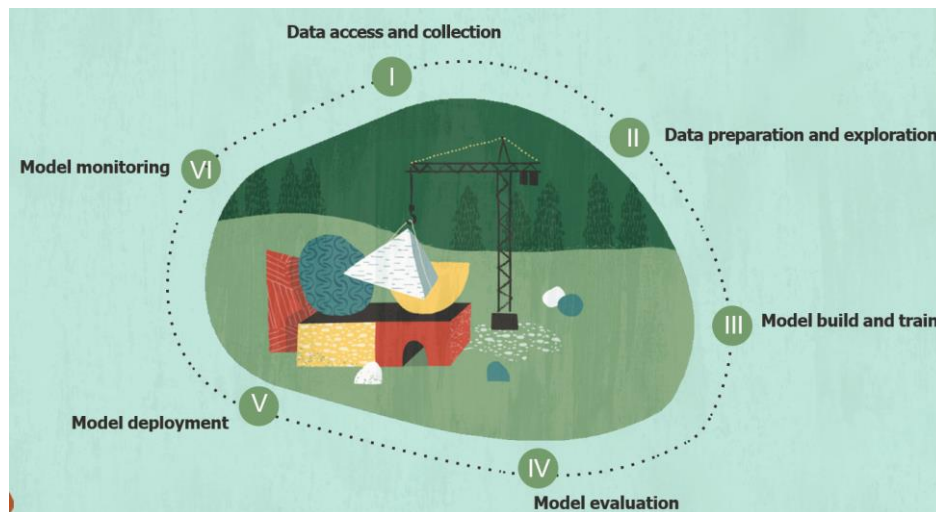 Data access and collection
I
II
Data preparation and exploration
Model monitoring
VI
III
Model build and train
V
Model deployment
IV
Model evaluation